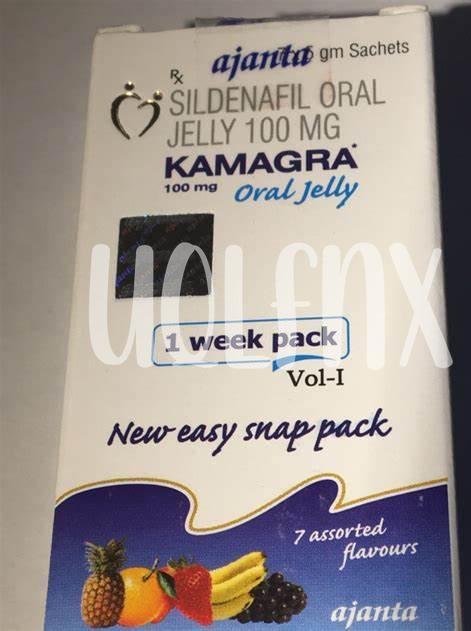 ajanta
gm Sachets
Rx
SILDENAFIL ORAL
JELLY 100 MG
KAMAGRA*
100 mg Oral Jelly
UQLENX
1 week pack
Vol-I
New easy snap pack
7 assorted
flavours
ajanta